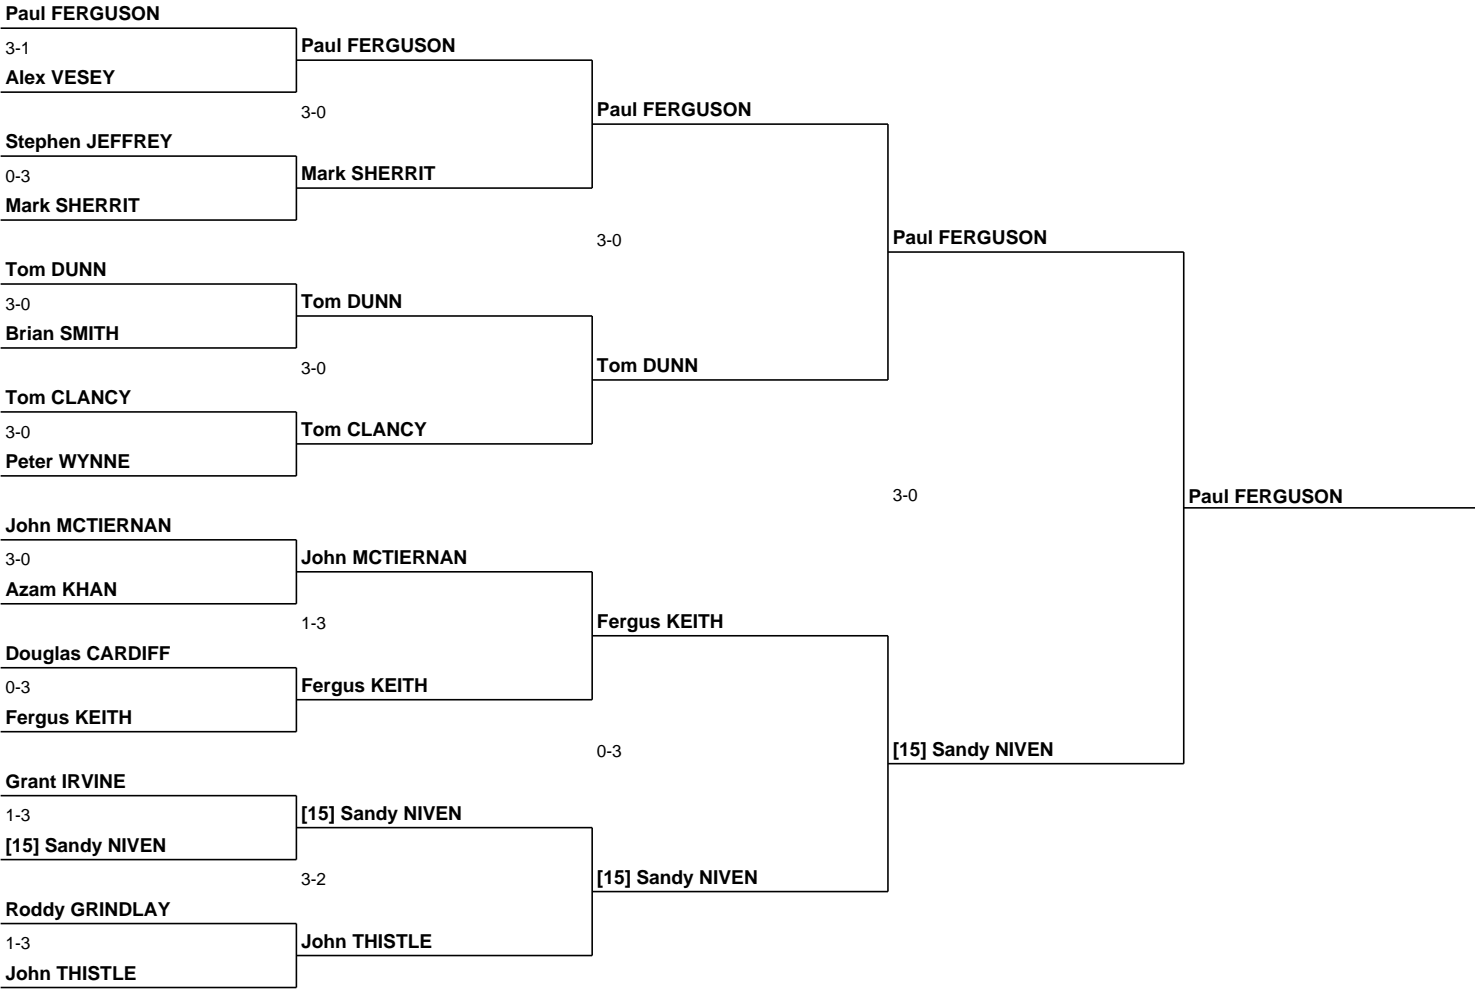 Paul FERGUSON
3-1
Alex VESEY
Stephen JEFFREY
0-3
Mark SHERRIT
Tom DUNN
3-0
Brian SMITH
Tom CLANCY
3-0
Peter WYNNE
John MCTIERNAN
3-0
Azam KHAN
Douglas CARDIFF
0-3
Fergus KEITH
Grant IRVINE
1-3
[15] Sandy NIVEN
Roddy GRINDLAY
1-3
John THISTLE
Paul FERGUSON
3-0
Mark SHERRIT
Tom DUNN
3-0
Tom CLANCY
John MCTIERNAN
1-3
Fergus KEITH
[15] Sandy NIVEN
3-2
John THISTLE
Paul FERGUSON
3-0
Tom DUNN
Fergus KEITH
0-3
[15] Sandy NIVEN
Paul FERGUSON
3-0
[15] Sandy NIVEN
Paul FERGUSON